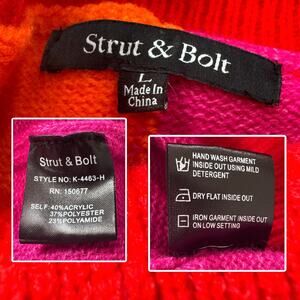 Strut & Bolt
L
Made In
China
Strut & Bolt
STYLE NO: K-4463-H
RN: 150677
SELF: 40%ACRYLIC
37%POLYESTER
23%POLYAMIDE
HAND WASH GARMENT
INSIDE OUT USING MILD
DETERGENT
DRY FLAT INSIDE OUT
IRON GARMENT INSIDE OUT
ON LOW SETTING